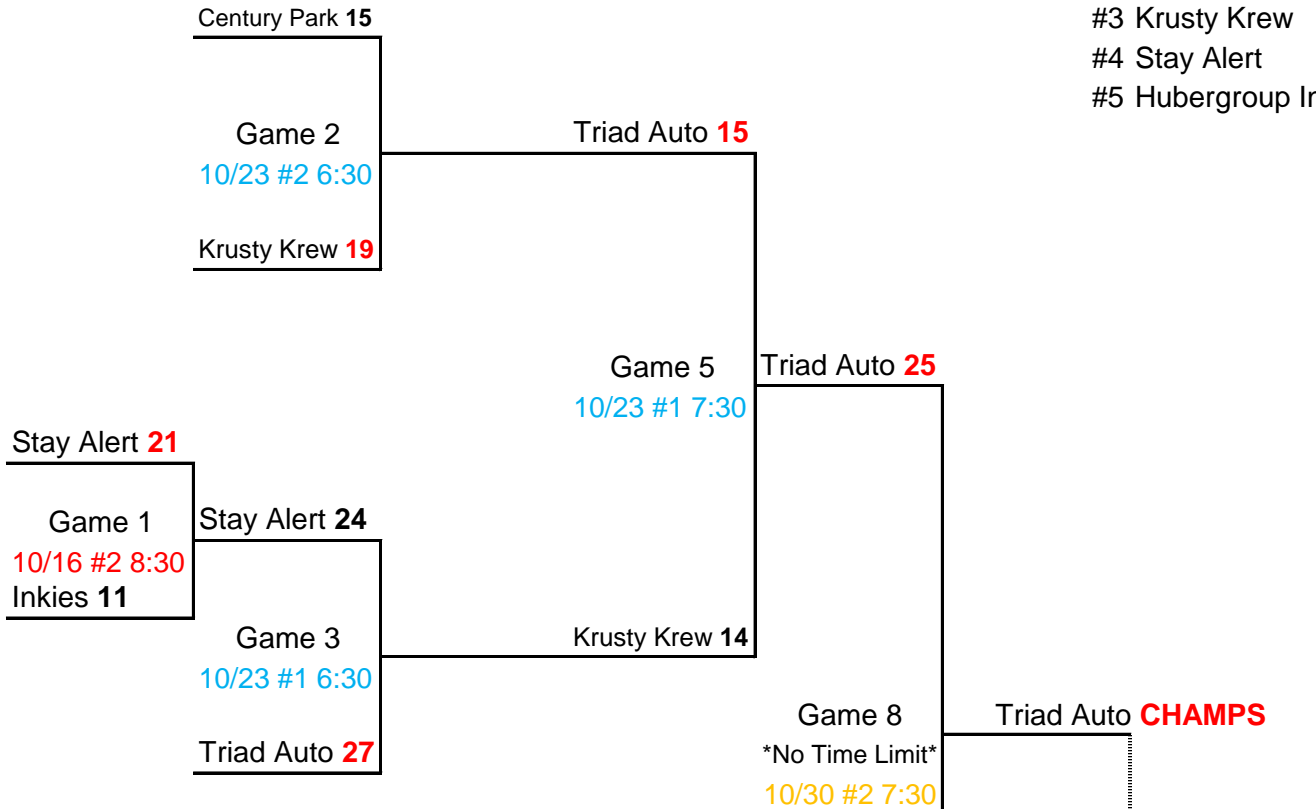 Century Park 15
#3 Krusty Krew
#4 Stay Alert
#5 Hubergroup
Game 2
Triad Auto 15
10/23 #2 6:30
Krusty Krew 19
Game 5
Triad Auto 25
10/23 #1 7:30
Stay Alert 21
Game 1
Stay Alert 24
10/16 #2 8:30
Inkies 11
Game 3
Krusty Krew 14
10/23 #1 6:30
Game 8
Triad Auto CHAMPS
Triad Auto 27
*No Time Limit*
10/30 #2 7:30